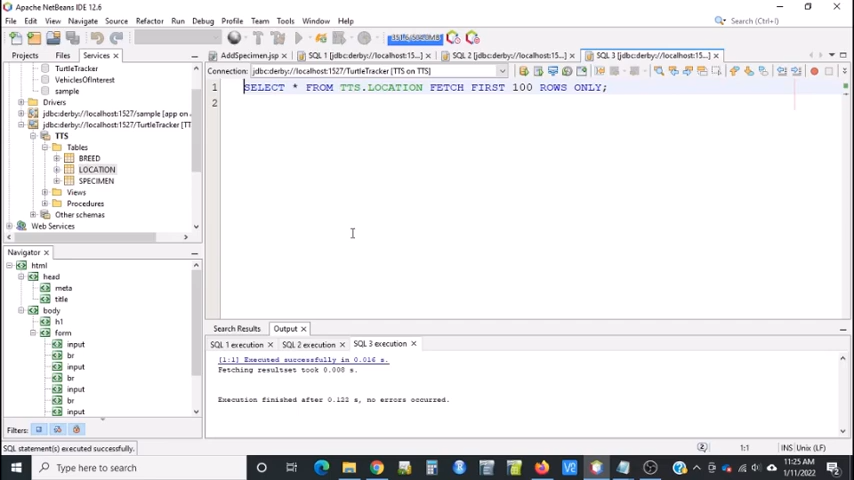 Apache NetBeans IDE 12.6
File Edit View Navigate Source Refactor Run Debug Profile Team Tools Window Help
Search (Ctrl+I)
Projects Files Services
AddSpecimen.jsp SQL 1 [jdbc:derby://localhost:15... SQL 2 [jdbc:derby://localhost:15... SQL 3 [jdbc:derby://localhost:15...
Connection: jdbc:derby://localhost:1527/TurtleTracker [TTS on TTS]
TurtleTracker
VehiclesOfInterest
sample
Drivers
jdbc:derby://localhost:1527/sample [app on
jdbc:derby://localhost:1527/TurtleTracker [TT
TTS
Tables
BREED
LOCATION
SPECIMEN
Views
Procedures
Other schemas
Web Services
1 SELECT * FROM TTS.LOCATION FETCH FIRST 100 ROWS ONLY;
2
Navigator
html
head
meta
title
body
h1
form
input
br
input
br
input
br
input
Filters:
Search Results Output
SQL 1 execution SQL 2 execution SQL 3 execution
[1:1] Executed successfully in 0.016 s.
Fetching resultset took 0.008 s.
Execution finished after 0.122 s, no errors occurred.
SQL statement(s) executed successfully.
2
1:1
INS Unix (LF)
Type here to search
11:25 AM
1/11/2022